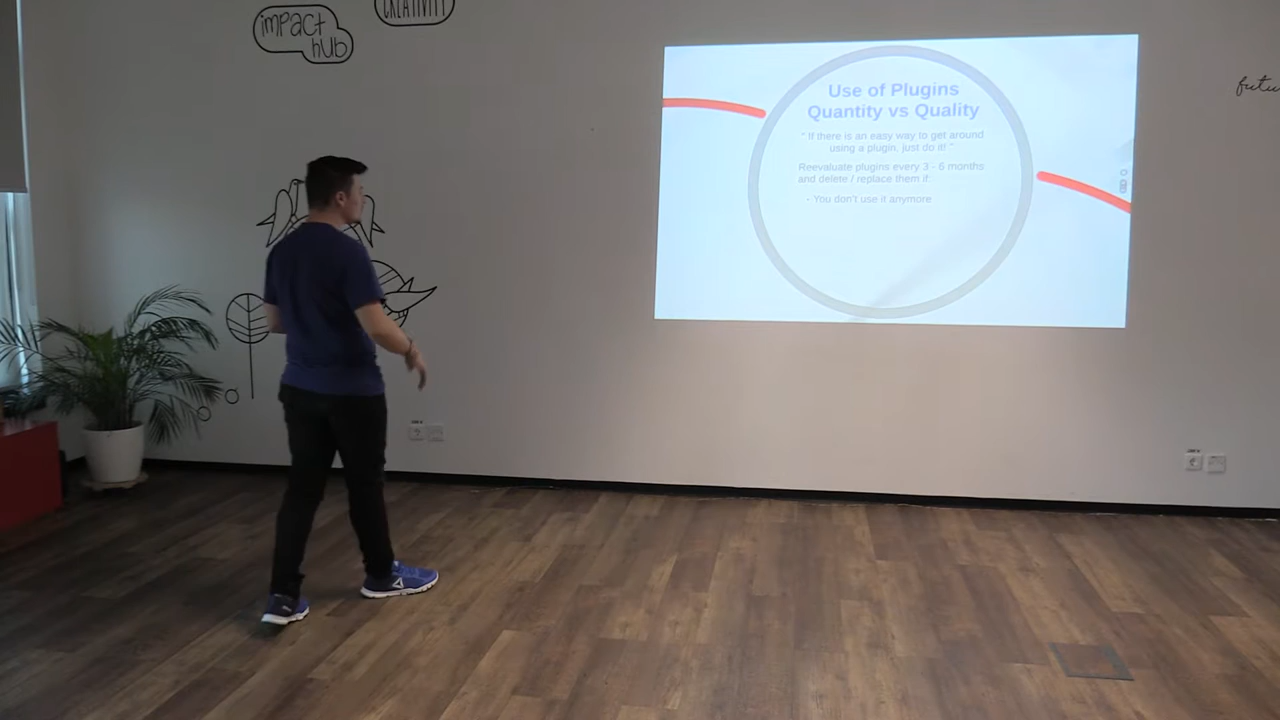 impact
hub
CREATIVITY
Use of Plugins
Quantity vs Quality
" If there is an easy way to get around
using a plugin, just do it! "
Reevaluate plugins every 3 - 6 months
and delete / replace them if
- You don't use it anymore